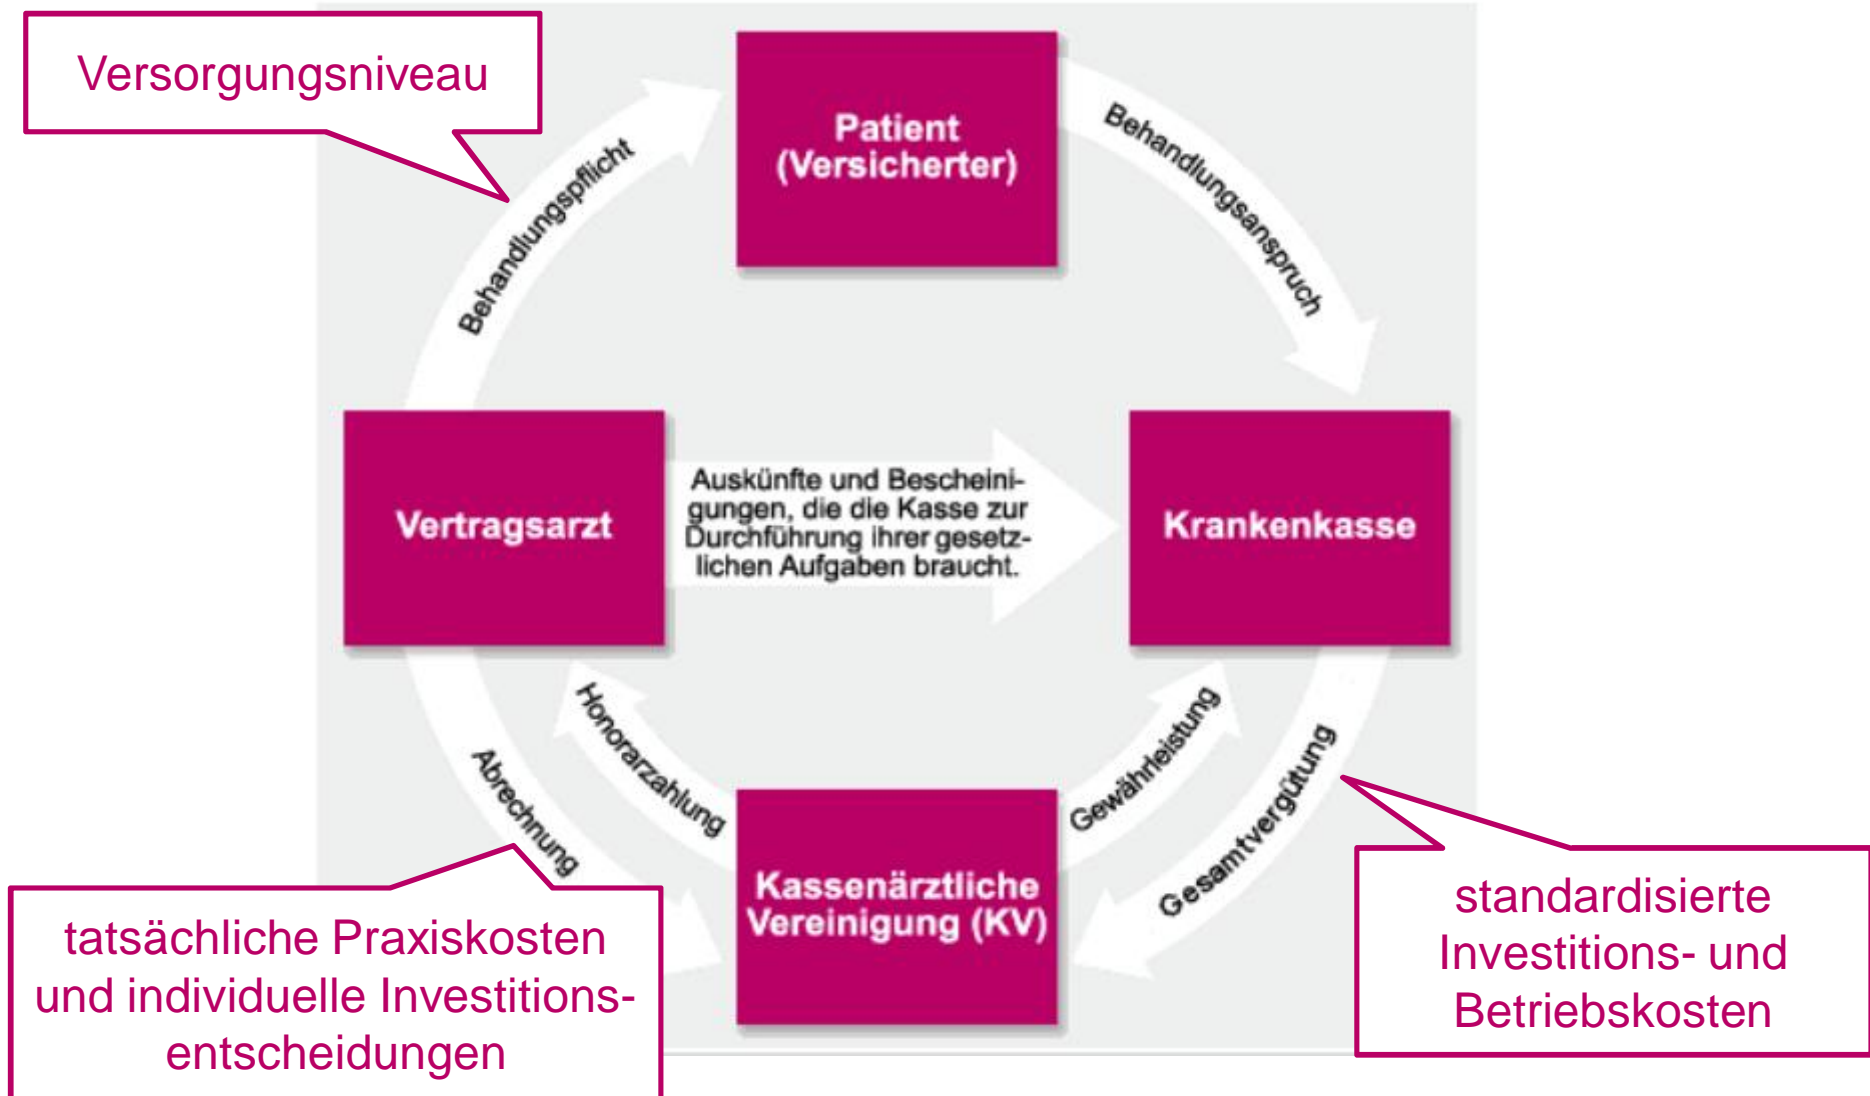 Versorgungsniveau
Patient
(Versicherter)
Behandlungspflicht
Behandlungsanspruch
Vertragsarzt
Auskünfte und Bescheini-
gungen, die die Kasse zur
Durchführung ihrer gesetz-
lichen Aufgaben braucht.
Krankenkasse
Abrechnung
Honorarzahlung
Gewährleistung
Gesamtvergütung
Kassenärztliche
Vereinigung (KV)
tatsächliche Praxiskosten
und individuelle Investitions-
entscheidungen
standardisierte
Investitions- und
Betriebskosten